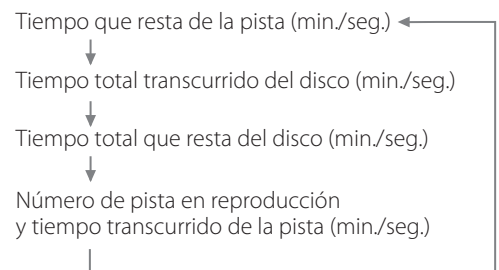 Tiempo que resta de la pista (min./seg.)
Tiempo total transcurrido del disco (min./seg.)
Tiempo total que resta del disco (min./seg.)
Número de pista en reproducción
y tiempo transcurrido de la pista (min./seg.)